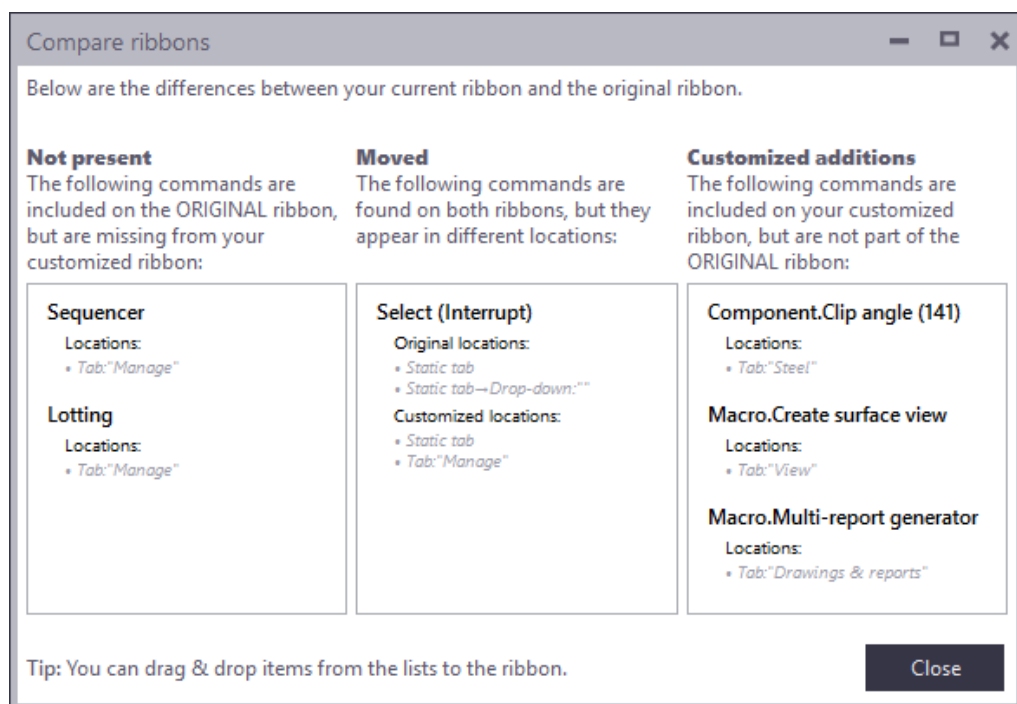 Compare ribbons
Below are the differences between your current ribbon and the original ribbon.
Not present
The following commands are
included on the ORIGINAL ribbon,
but are missing from your
customized ribbon:
Sequencer
Locations:
• Tab:"Manage"
Lotting
Locations:
• Tab:"Manage"
Moved
The following commands are
found on both ribbons, but they
appear in different locations:
Select (Interrupt)
Original locations:
• Static tab
• Static tab→Drop-down:""
Customized locations:
• Static tab
• Tab:"Manage"
Customized additions
The following commands are
included on your customized
ribbon, but are not part of the
ORIGINAL ribbon:
Component.Clip angle (141)
Locations:
• Tab:"Steel"
Macro.Create surface view
Locations:
• Tab:"View"
Macro.Multi-report generator
Locations:
• Tab:"Drawings & reports"
Tip: You can drag & drop items from the lists to the ribbon.
Close